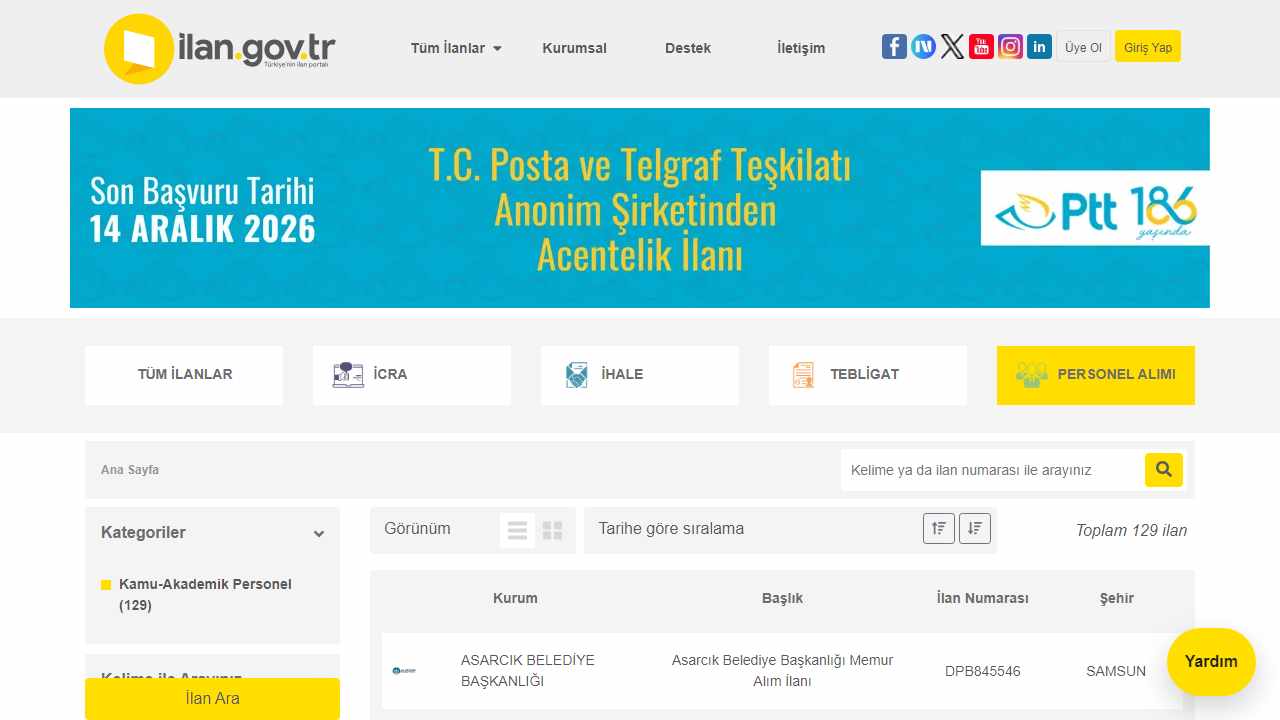 ilan.gov.tr
Türkiye'nin ilan portalı
Tüm İlanlar
Kurumsal
Destek
İletişim
Üye Ol
Giriş Yap
Son Başvuru Tarihi
14 ARALIK 2026
T.C. Posta ve Telgraf Teşkilatı
Anonim Şirketinden
Acentelik İlanı
Ptt 186
yaşında
TÜM İLANLAR
İCRA
İHALE
TEBLİGAT
PERSONEL ALIMI
Ana Sayfa
Kelime ya da ilan numarası ile arayınız
Kategoriler
Görünüm
Tarihe göre sıralama
Toplam 129 ilan
Kamu-Akademik Personel
(129)
Kurum
Başlık
İlan Numarası
Şehir
ASARCIK BELEDİYE
BAŞKANLIĞI
Asarcık Belediye Başkanlığı Memur
Alım İlanı
DPB845546
SAMSUN
Yardım
Kelime ile Arayınız
İlan Ara